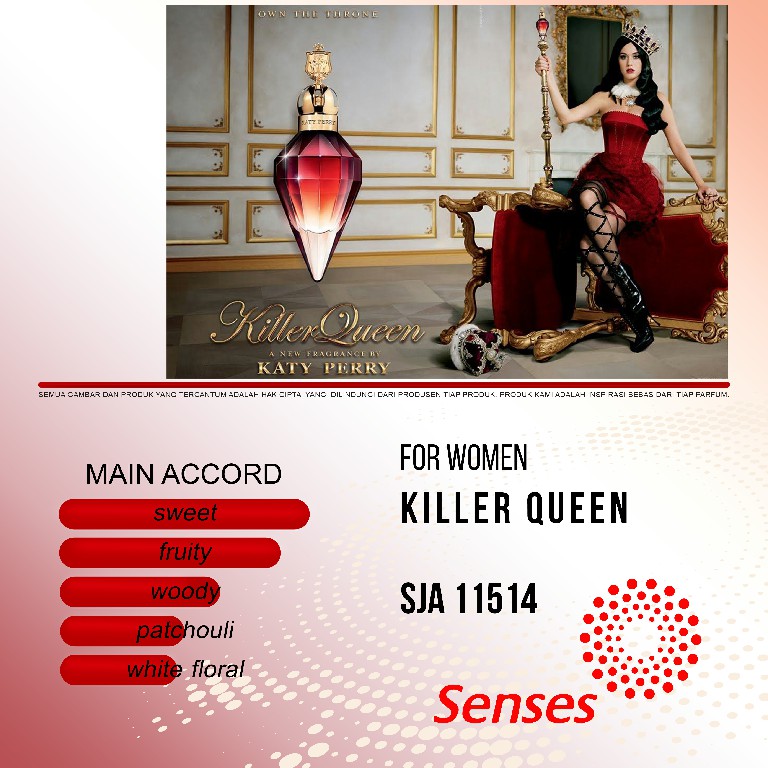 OWN THE THRONE
KATY PERRY
Killer Queen
A NEW FRAGRANCE BY
KATY PERRY
SEMUA GAMBAR DAN PRODUK YANG TERCANTUM ADALAH HAK CIPTA YANG DILINDUNGI DARI PRODUSEN TIAP PRODUK. PRODUK KAMI ADALAH INSPIRASI BEBAS DARI TIAP PARFUM.
MAIN ACCORD
sweet
fruity
woody
patchouli
white floral
FOR WOMEN
KILLER QUEEN
SJA 11514
Senses